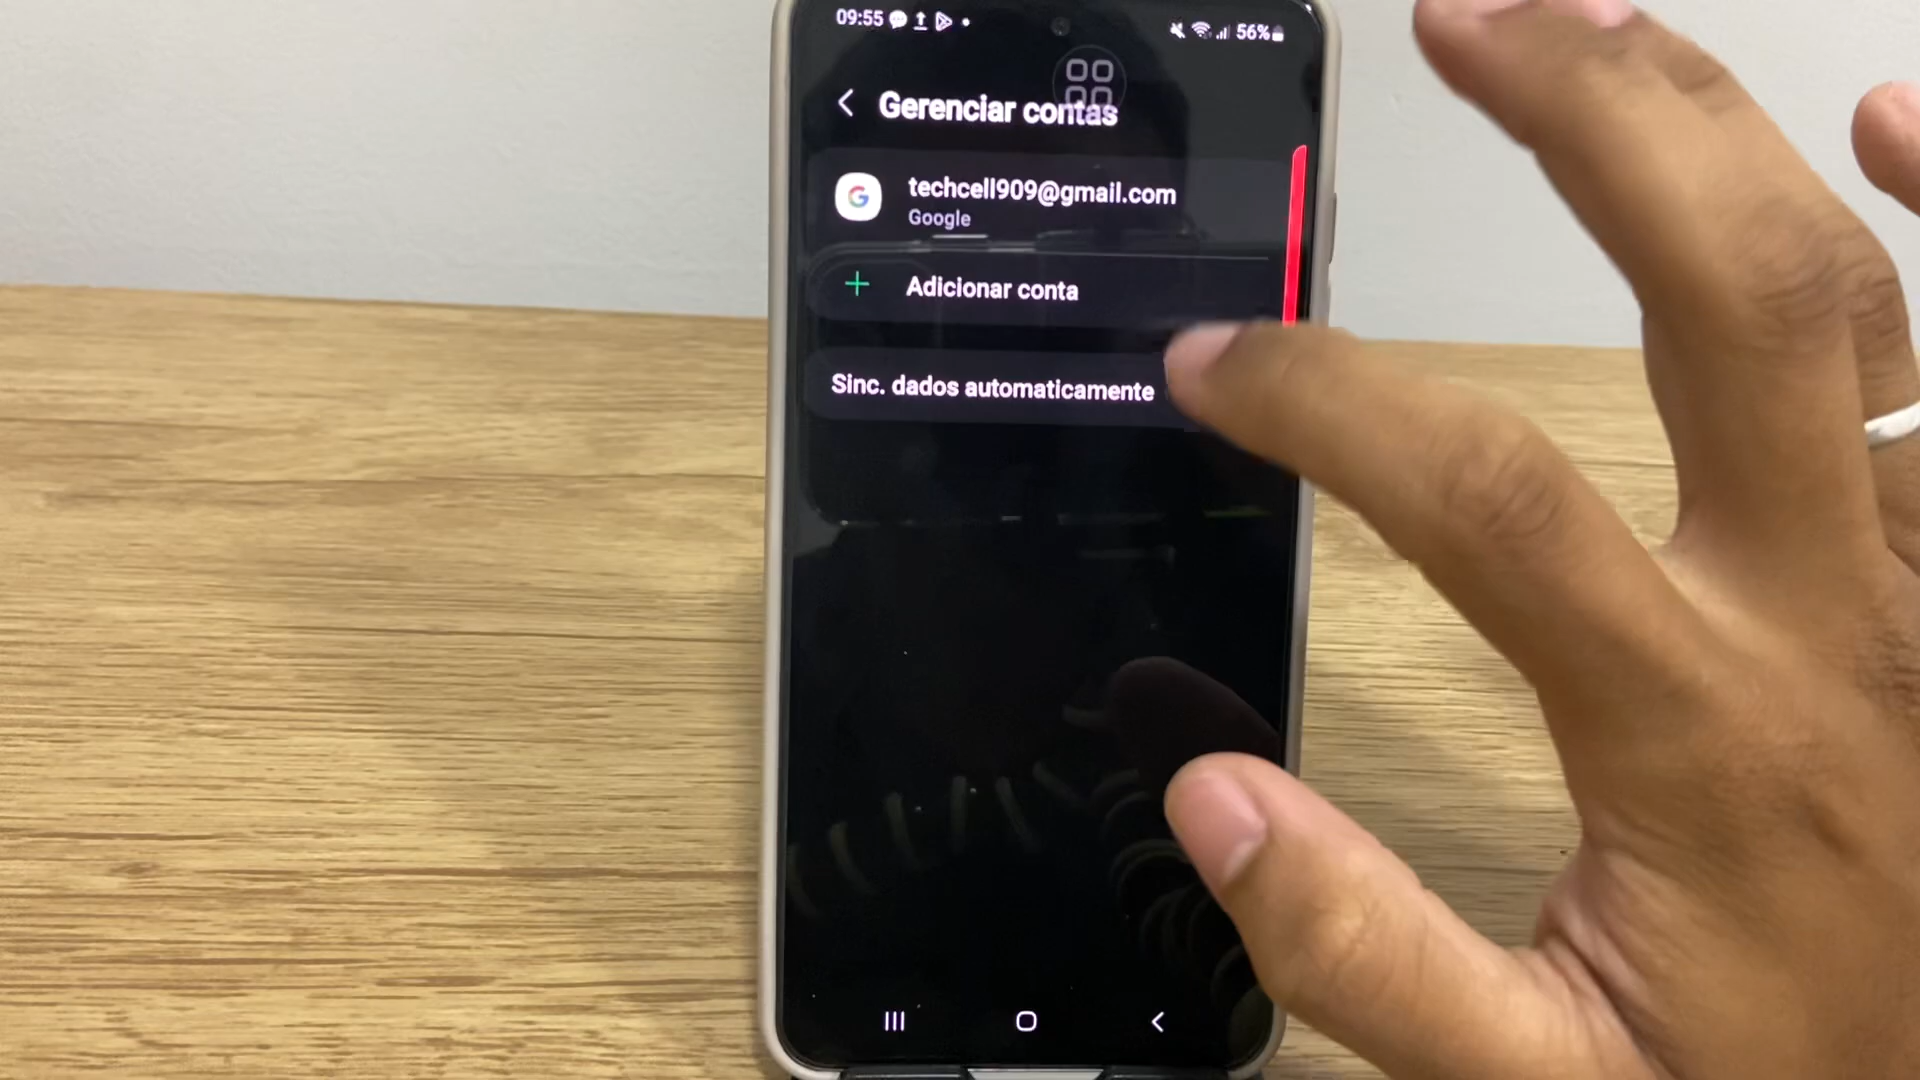 09:55
56%
Gerenciar contas
techcell909@gmail.com
Google
Adicionar conta
Sinc. dados automaticamente